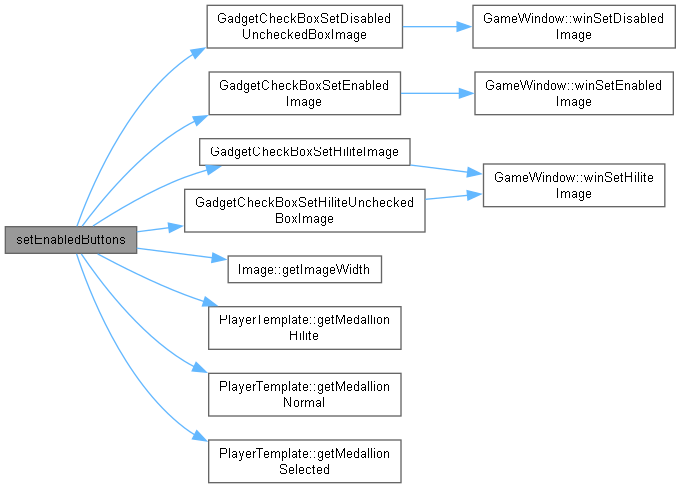 setEnabledButtons
GadgetCheckBoxSetDisabled
UncheckedBoxImage
GameWindow::winSetDisabled
Image
GadgetCheckBoxSetEnabled
Image
GameWindow::winSetEnabled
Image
GadgetCheckBoxSetHiliteImage
GameWindow::winSetHilite
Image
GadgetCheckBoxSetHiliteUnchecked
BoxImage
Image::getImageWidth
PlayerTemplate::getMedallion
Hilite
PlayerTemplate::getMedallion
Normal
PlayerTemplate::getMedallion
Selected